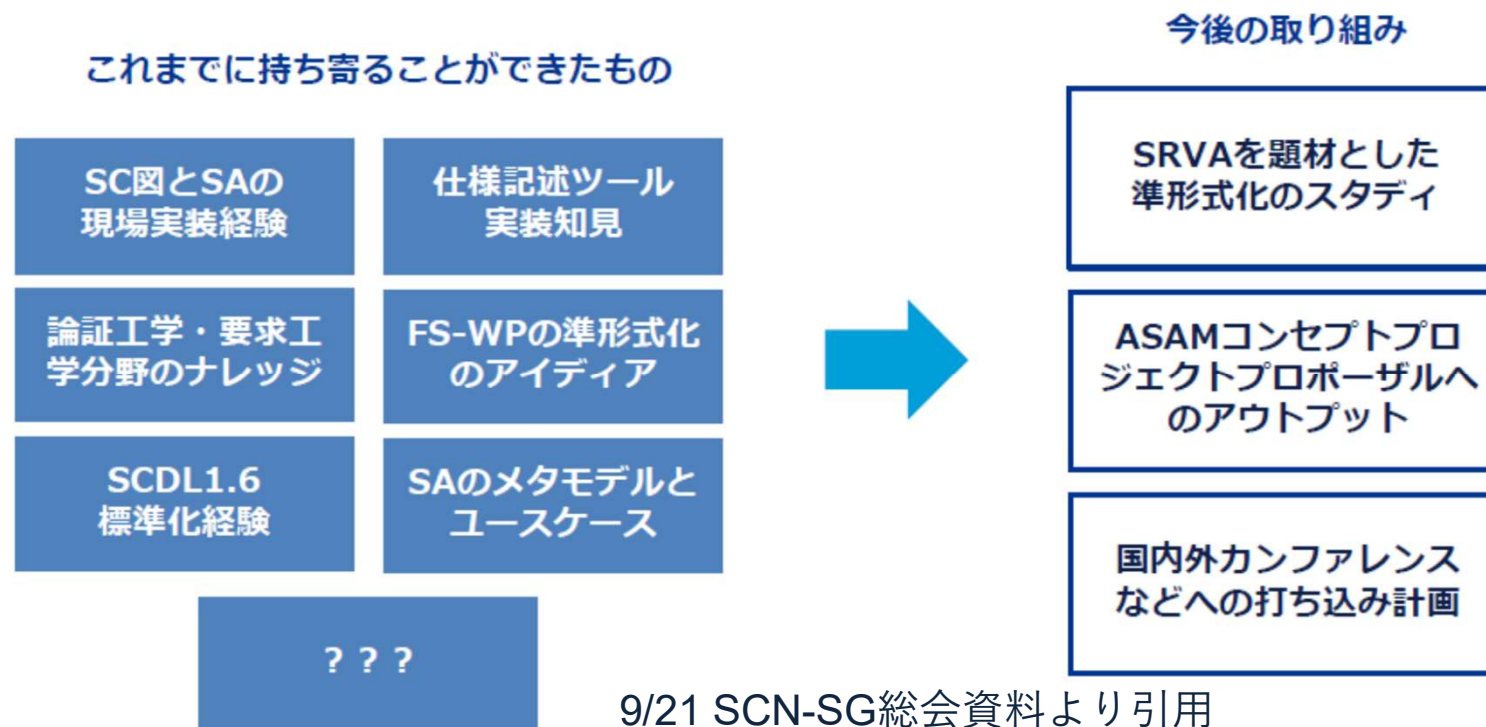 これまでに持ち寄ることができたもの
SC図とSAの
現場実装経験
仕様記述ツール
実装知見
論証工学・要求工
学分野のナレッジ
FS-WPの準形式化
のアイディア
SCDL1.6
標準化経験
SAのメタモデルと
ユースケース
？？？
今後の取り組み
SRVAを題材とした
準形式化のスタディ
ASAMコンセプトプロ
ジェクトプロポーザルへ
のアウトプット
国内外カンファレンス
などへの打ち込み計画
9/21 SCN-SG総会資料より引用